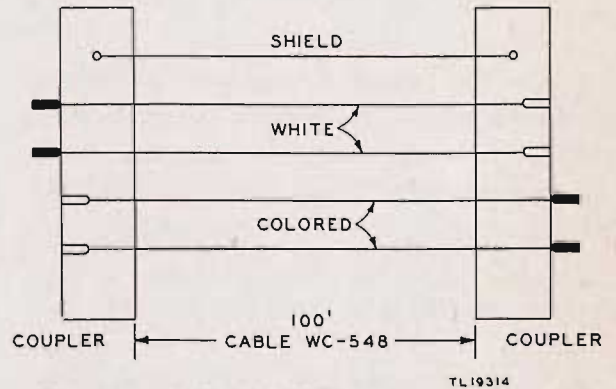 SHIELD
WHITE
COLORED
100'
COUPLER
CABLE WC-548
COUPLER
TL19314